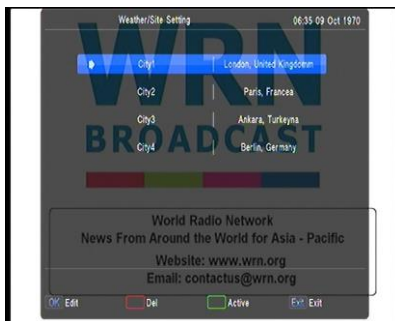 Weather/Site Setting 06:35 09 Oct 1970
WRN
City1 London, United Kingdomm
City2 Paris, Francea
City3 Ankara, Turkeyna
BROADCAST
City4 Berlin, Germany
World Radio Network
News From Around the World for Asia - Pacific
Website: www.wrn.org
Email: contactus@wrn.org
OK Edit Del Active Exit Exit